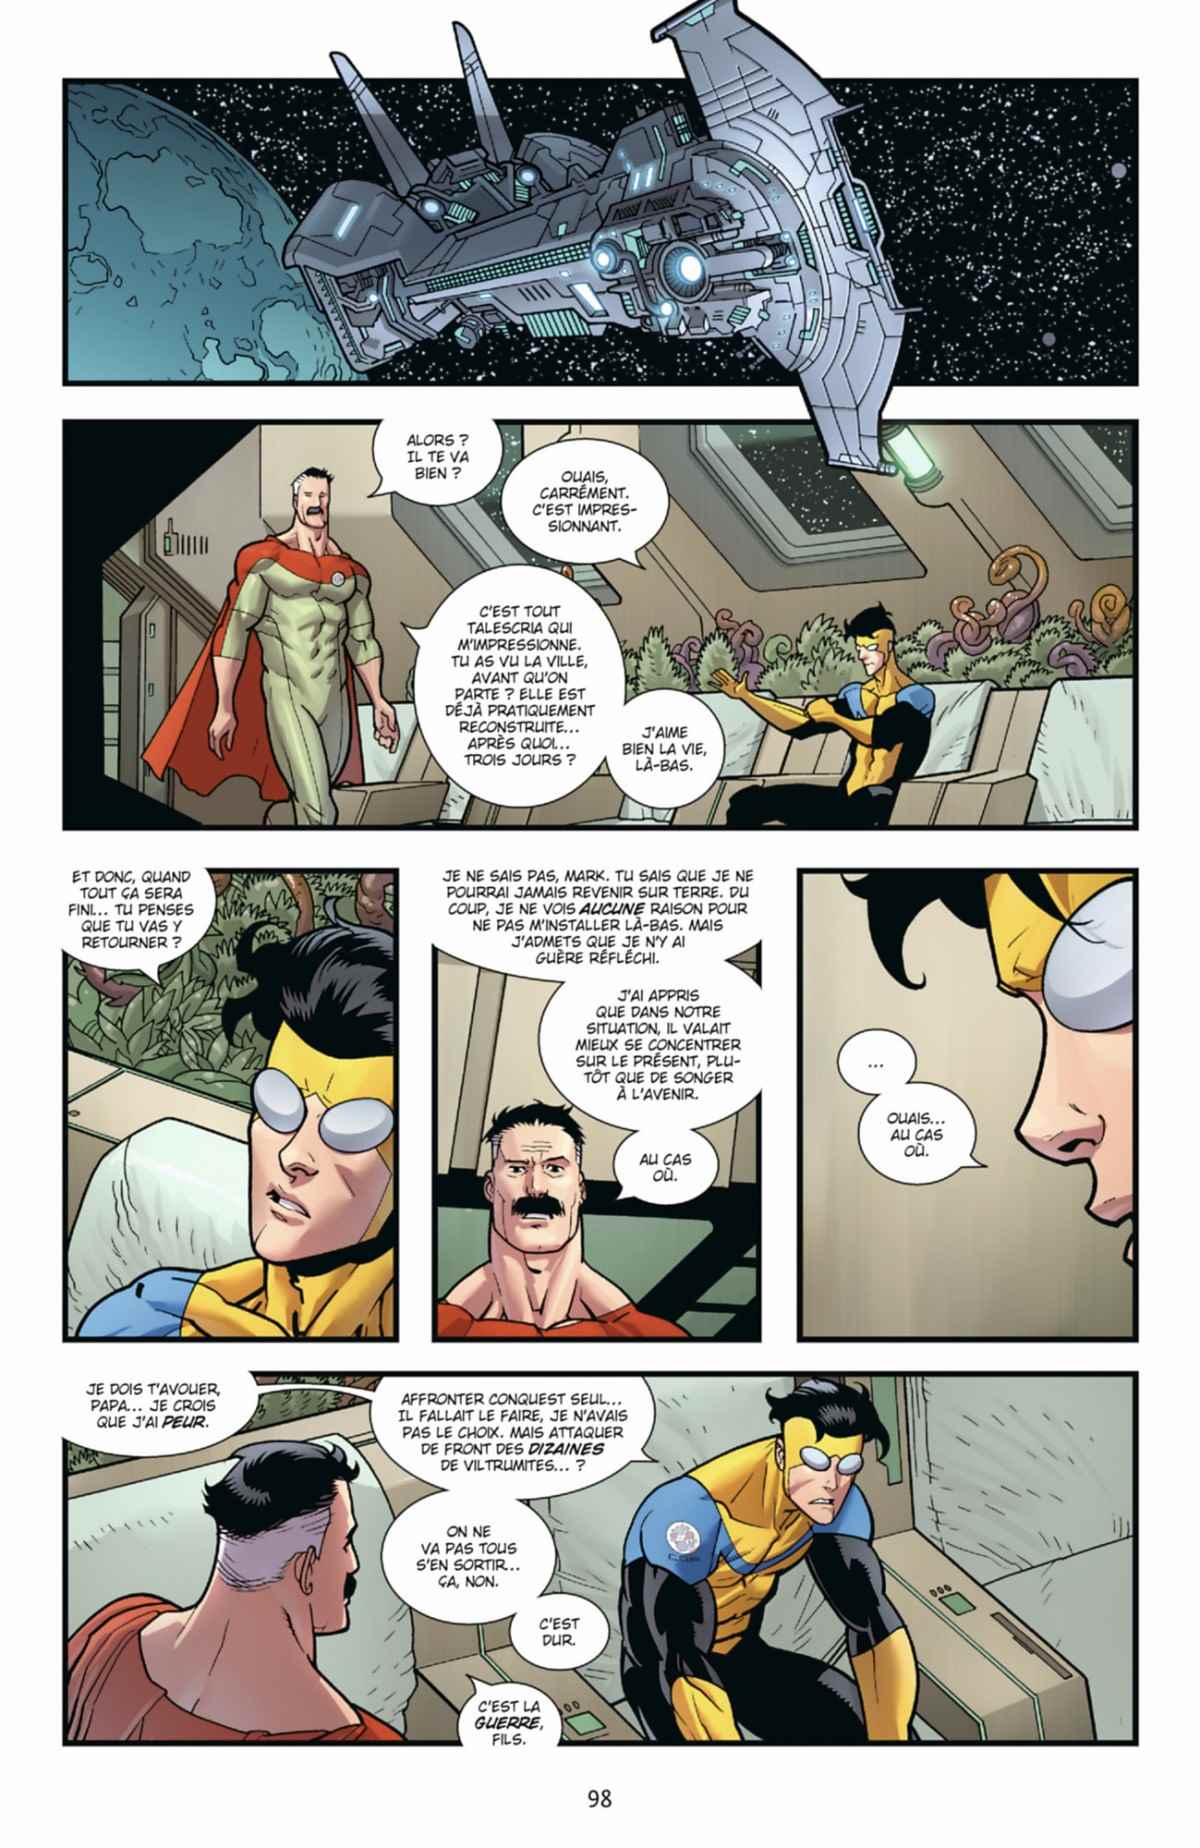 ALORS ?
IL TE VA
BIEN ?
OUAIS,
CARRÉMENT.
C'EST IMPRES-
SIONNANT.
C'EST TOUT
TALESCRIA QUI
M'IMPRESSIONNE.
TU AS VU LA VILLE,
AVANT QU'ON
PARTE ? ELLE EST
DÉJÀ PRATIQUEMENT
RECONSTRUITE...
APRÈS QUOI...
TROIS JOURS ?
J'AIME
BIEN LA VIE,
LÀ-BAS.
ET DONC, QUAND
TOUT ÇA SERA
FINI... TU PENSES
QUE TU VAS Y
RETOURNER ?
JE NE SAIS PAS, MARK. TU SAIS QUE JE NE
POURRAI JAMAIS REVENIR SUR TERRE. DU
COUP, JE NE VOIS AUCUNE RAISON POUR
NE PAS M'INSTALLER LÀ-BAS. MAIS
J'ADMETS QUE JE N'Y AI
GUÈRE RÉFLÉCHI.
J'AI APPRIS
QUE DANS NOTRE
SITUATION, IL VALAIT
MIEUX SE CONCENTRER
SUR LE PRÉSENT, PLU-
TÔT QUE DE SONGER
À L'AVENIR.
AU CAS
OÙ.
...
OUAIS...
AU CAS
OÙ.
JE DOIS T'AVOUER,
PAPA... JE CROIS
QUE J'AI PEUR.
AFFRONTER CONQUEST SEUL...
IL FALLAIT LE FAIRE, JE N'AVAIS
PAS LE CHOIX. MAIS ATTAQUER
DE FRONT DES DIZAINES
DE VILTRUMITES... ?
ON NE
VA PAS TOUS
S'EN SORTIR...
ÇA, NON.
C'EST
DUR.
C'EST LA
GUERRE,
FILS.
98